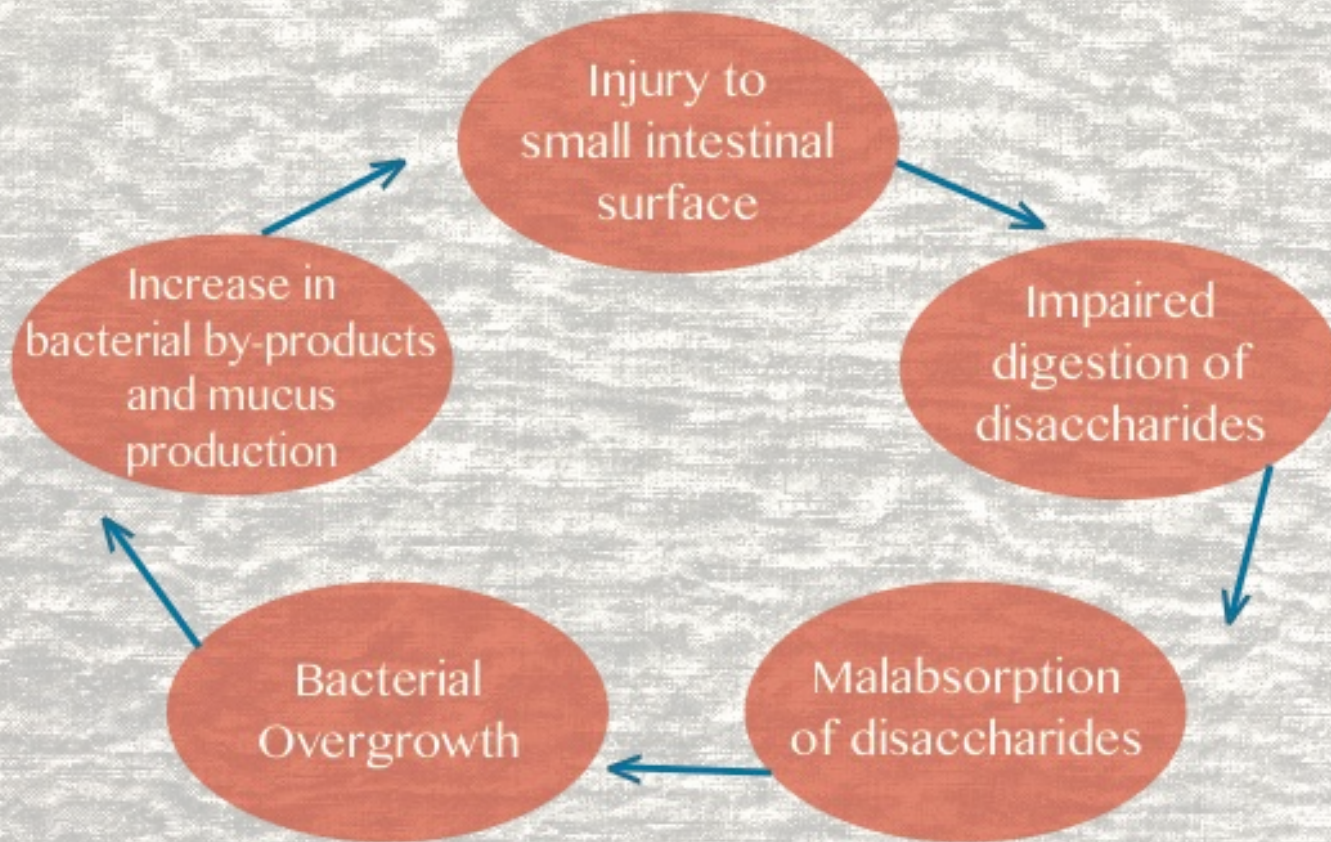 Injury to
small intestinal
surface
Impaired
digestion of
disaccharides
Malabsorption
of disaccharides
Bacterial
Overgrowth
Increase in
bacterial by-products
and mucus
production